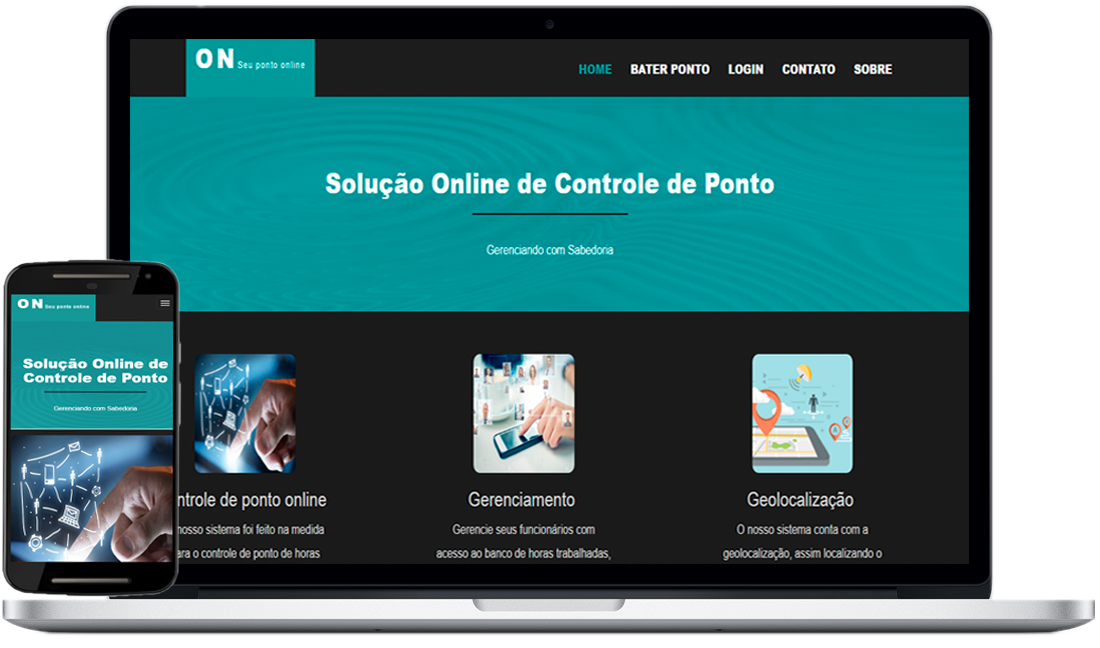 ON Seu ponto online
HOME BATER PONTO LOGIN CONTATO SOBRE
Solução Online de Controle de Ponto
Gerenciando com Sabedoria
ntrole de ponto online
nosso sistema foi feito na medida
ara o controle de ponto de horas
Gerenciamento
Gerencie seus funcionários com
acesso ao banco de horas trabalhadas,
Geolocalização
O nosso sistema conta com a
geolocalização, assim localizando o
ON Seu ponto online
Solução Online de
Controle de Ponto
Gerenciando com Sabedoria